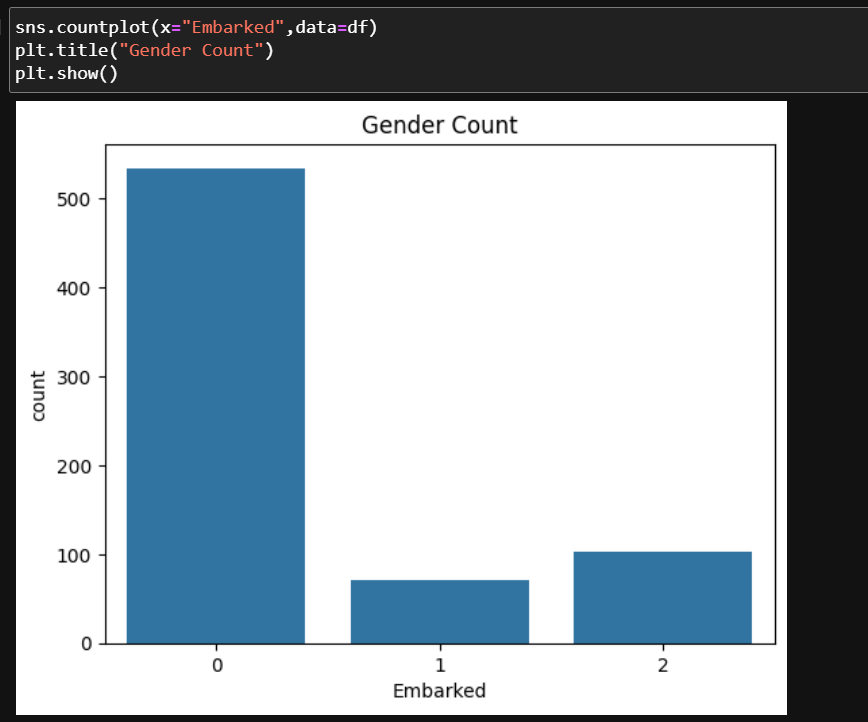 sns.countplot(x="Embarked",data=df)
plt.title("Gender Count")
plt.show()
Gender Count
500
400
300
200
100
0
count
0 1 2
Embarked